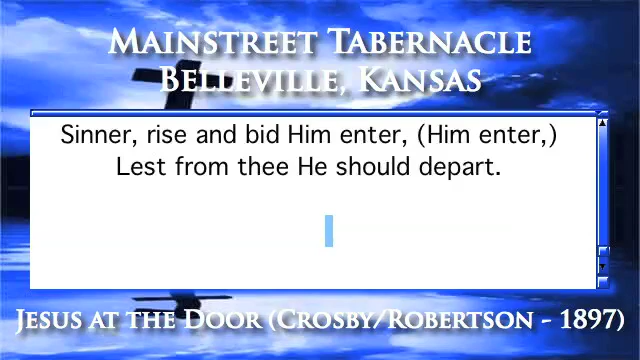 Mainstreet Tabernacle
Belleville, Kansas
Sinner, rise and bid Him enter, (Him enter,)
Lest from thee He should depart.
Jesus at the Door (Crosby/Robertson - 1897)